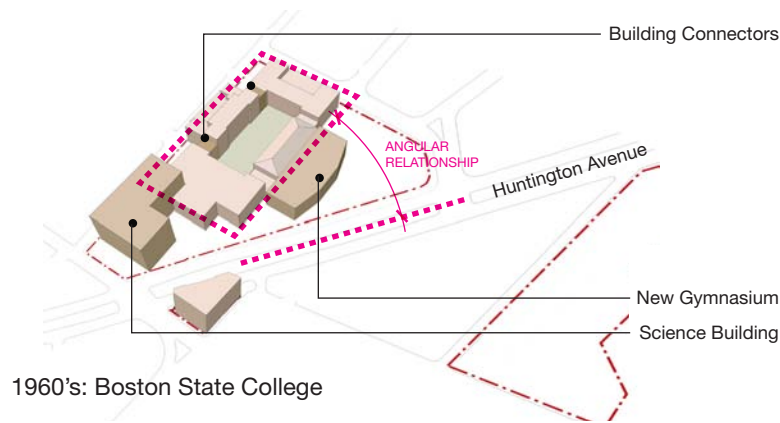 Building Connectors
ANGULAR
RELATIONSHIP
Huntington Avenue
New Gymnasium
Science Building
1960's: Boston State College